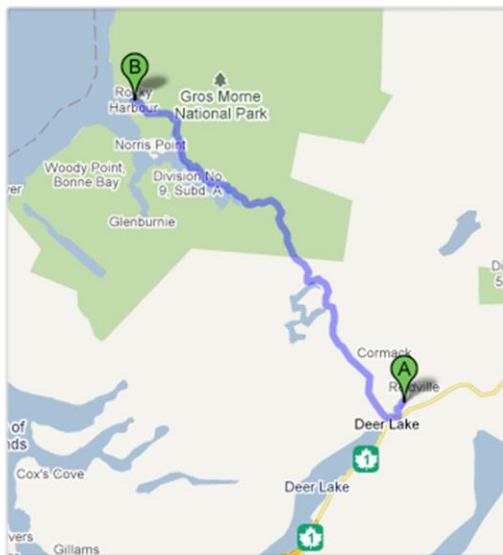 B
Rocky
Harbour
Gros Morne
National Park
Norris Point
Woody Point,
Bonne Bay
Division No.
9, Subd. A
Glenburnie
Cormack
A
Reidville
Deer Lake
Deer Lake
1
Cox's Cove
1
Gillams